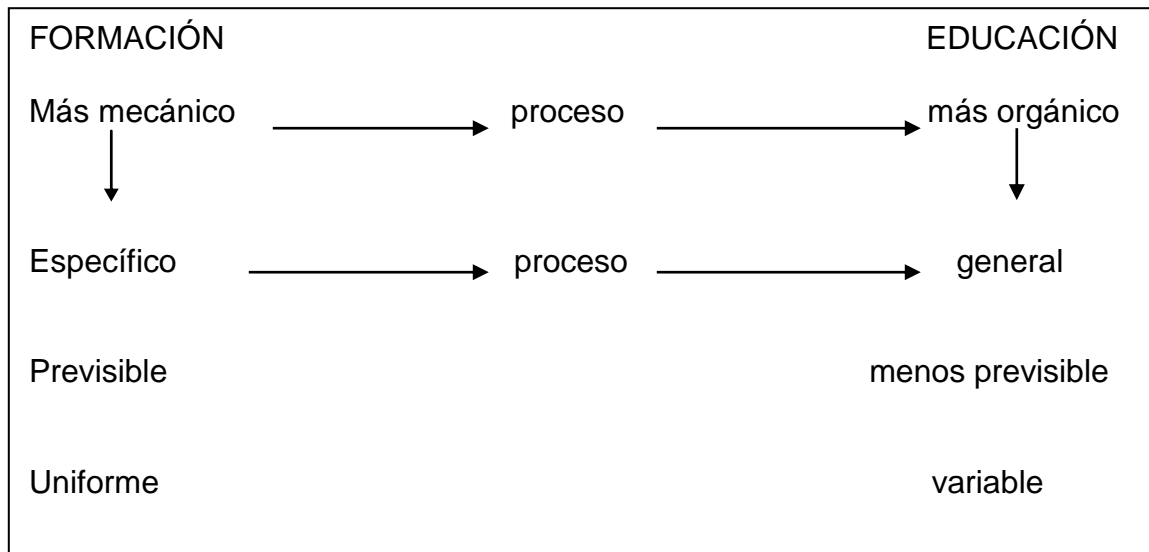 FORMACIÓN EDUCACIÓN
Más mecánico proceso más orgánico
Específico proceso general
Previsible menos previsible
Uniforme variable